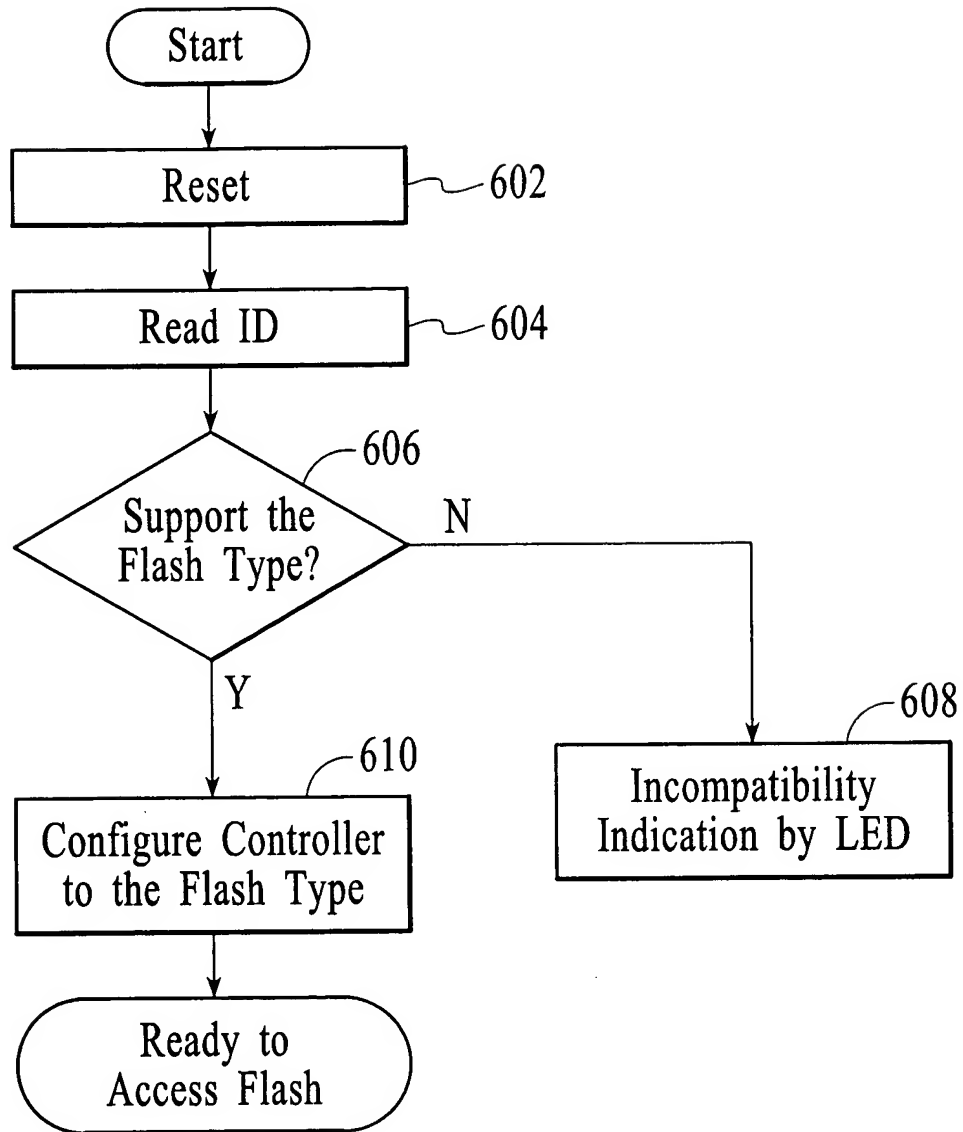 Start
Reset
602
Read ID
604
606
Support the
Flash Type?
N
Y
608
Incompatibility
Indication by LED
610
Configure Controller
to the Flash Type
Ready to
Access Flash